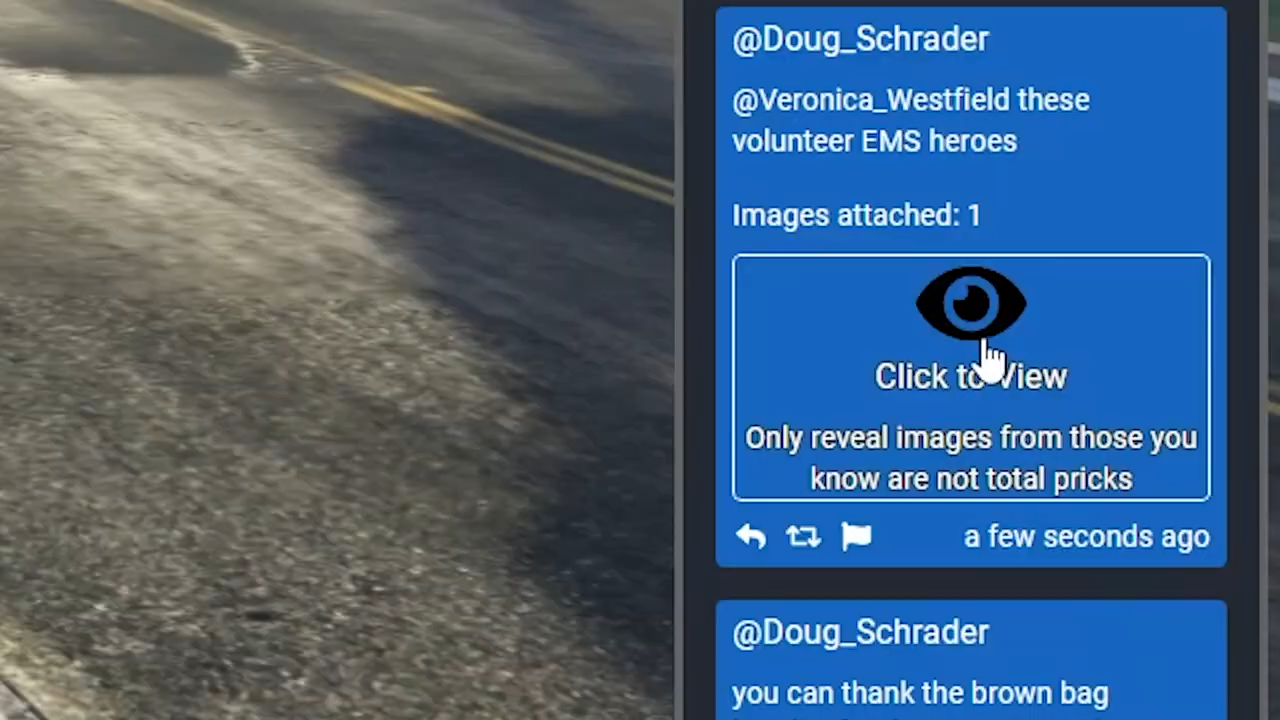 @Doug_Schrader
@Veronica_Westfield these
volunteer EMS heroes
Images attached: 1
Click to View
Only reveal images from those you
know are not total pricks
a few seconds ago
@Doug_Schrader
you can thank the brown bag